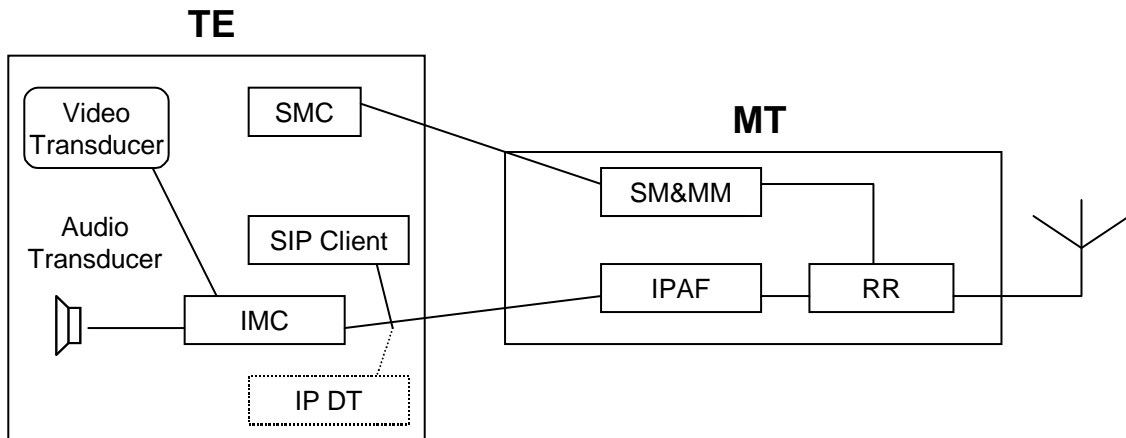 TE
Video
Transducer
SMC
MT
SM&MM
Audio
Transducer
SIP Client
IPAF
RR
IMC
IP DT